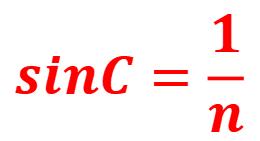 sinC = 1/n